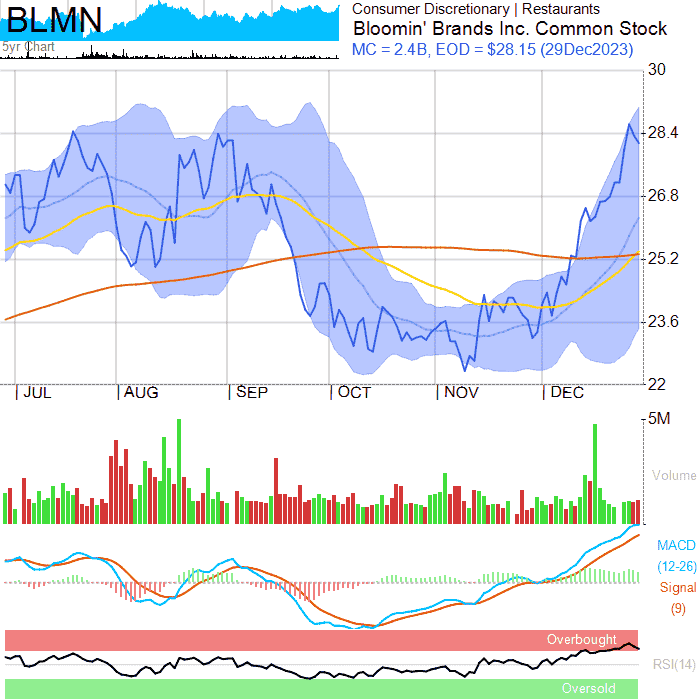 BLMN
5yr Chart
Consumer Discretionary | Restaurants
Bloomin' Brands Inc. Common Stock
MC = 2.4B, EOD = $28.15 (29Dec2023)
30
28.4
26.8
25.2
23.6
22
|JUL |AUG |SEP |OCT |NOV |DEC
5M
Volume
MACD
(12-26)
Signal
(9)
Overbought
RSI(14)
Oversold